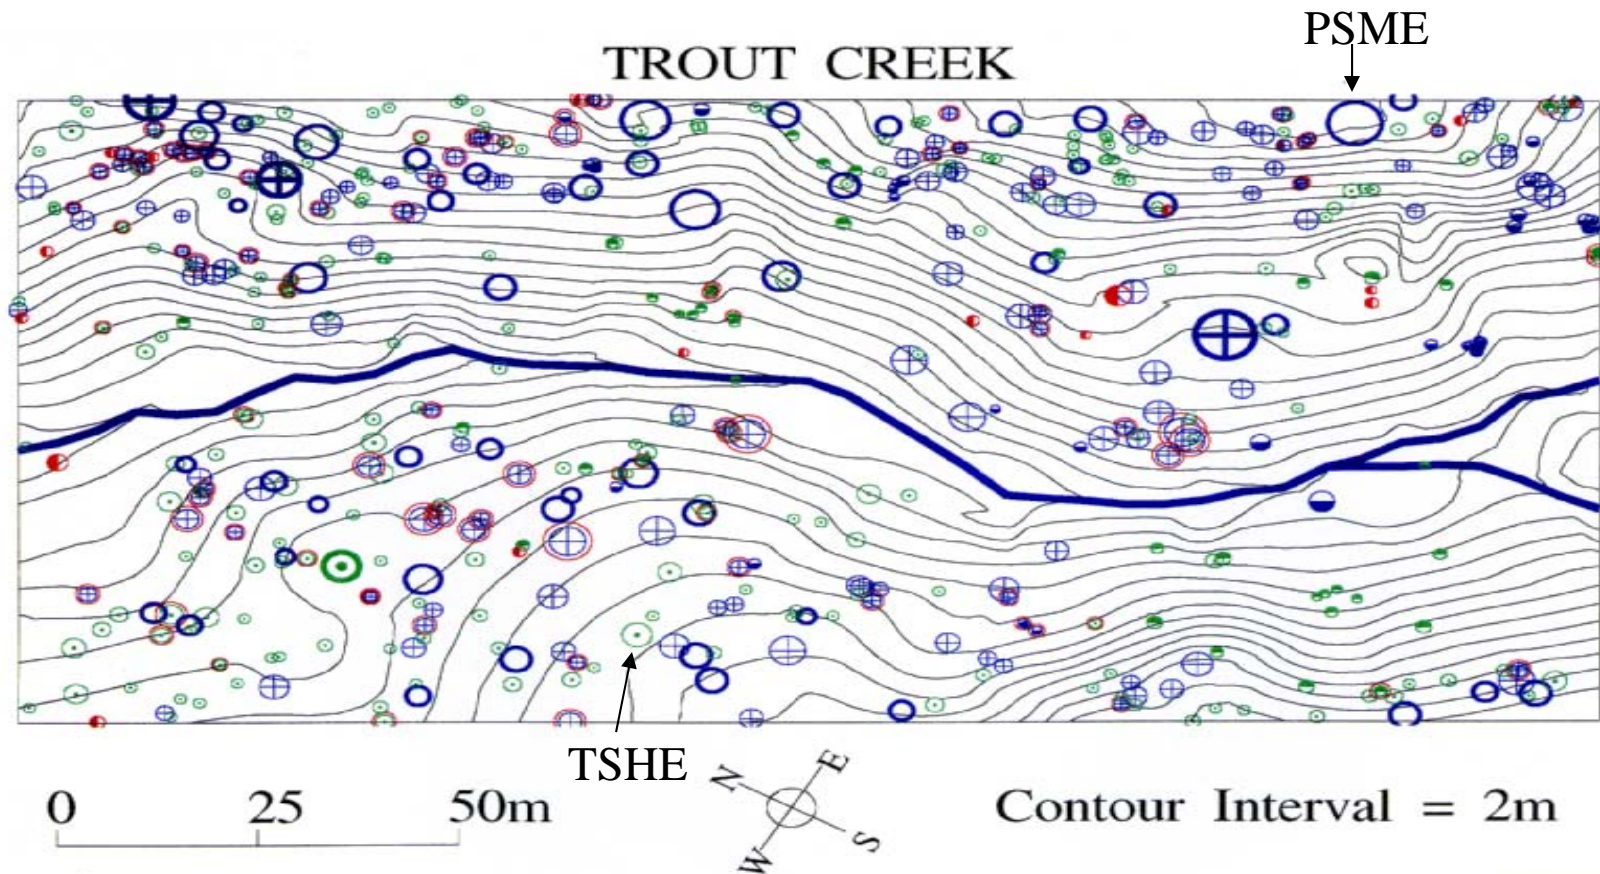 PSME
TROUT CREEK
TSHE
0 25 50m
N E
W S
Contour Interval = 2m